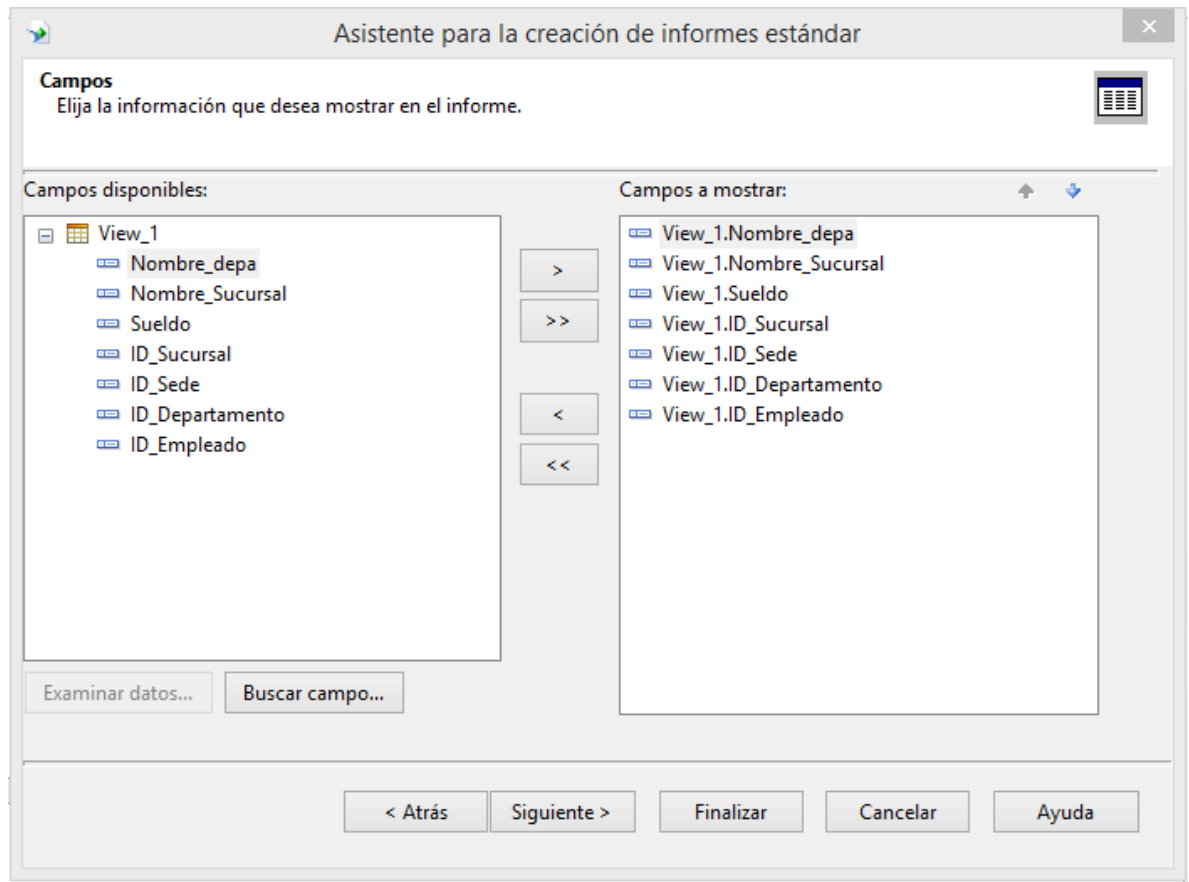 Asistente para la creación de informes estándar
Campos
Elija la información que desea mostrar en el informe.
Campos disponibles:
View_1
Nombre_depa
Nombre_Sucursal
Sueldo
ID_Sucursal
ID_Sede
ID_Departamento
ID_Empleado
>
>>
<
<<
Campos a mostrar:
View_1.Nombre_depa
View_1.Nombre_Sucursal
View_1.Sueldo
View_1.ID_Sucursal
View_1.ID_Sede
View_1.ID_Departamento
View_1.ID_Empleado
Examinar datos...
Buscar campo...
< Atrás
Siguiente >
Finalizar
Cancelar
Ayuda